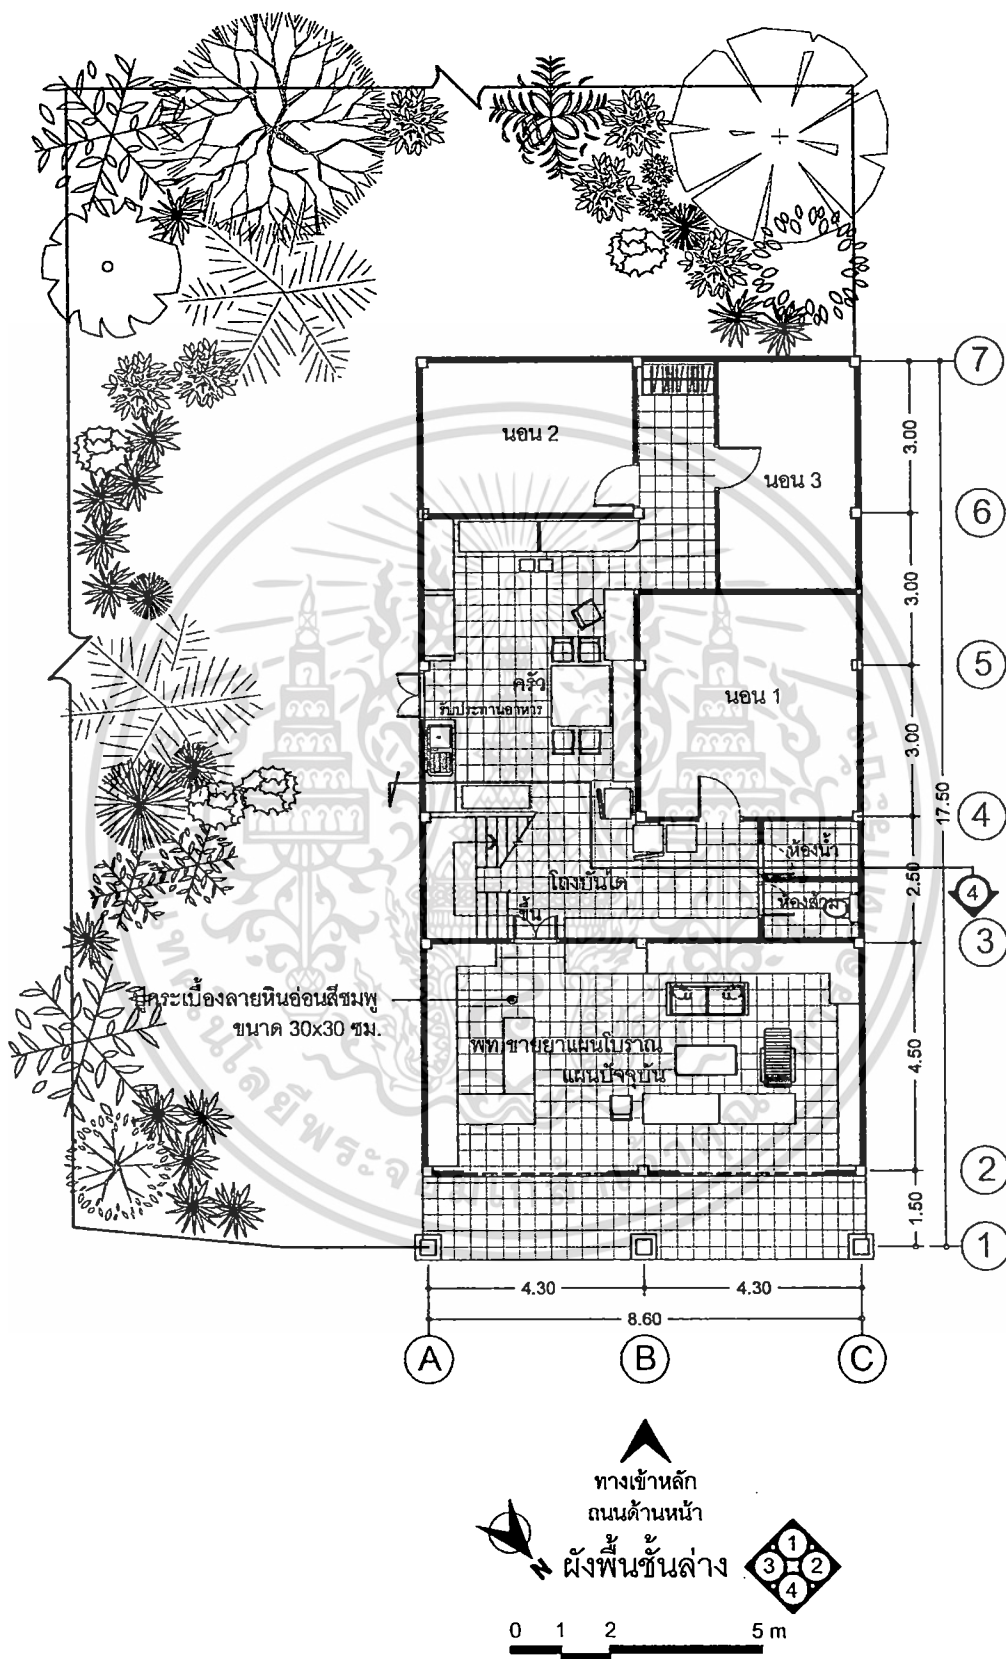 7
3.00
นอน 2
นอน 3
6
3.00
5
ครัว
รับประทานอาหาร
นอน 1
3.00
17.50
4
ห้องน้ำ
2.50
โถงบันได
ห้องส้วม
4
ขึ้น
3
ปูกระเบื้องลายหินอ่อนสีชมพู
ขนาด 30x30 ซม.
พท.ขายยาแผนโบราณ
แผนปัจจุบัน
4.50
2
1.50
1
4.30
4.30
8.60
A
B
C
ทางเข้าหลัก
ถนนด้านหน้า
N
ผังพื้นชั้นล่าง
1
3
2
4
0 1 2 5 m